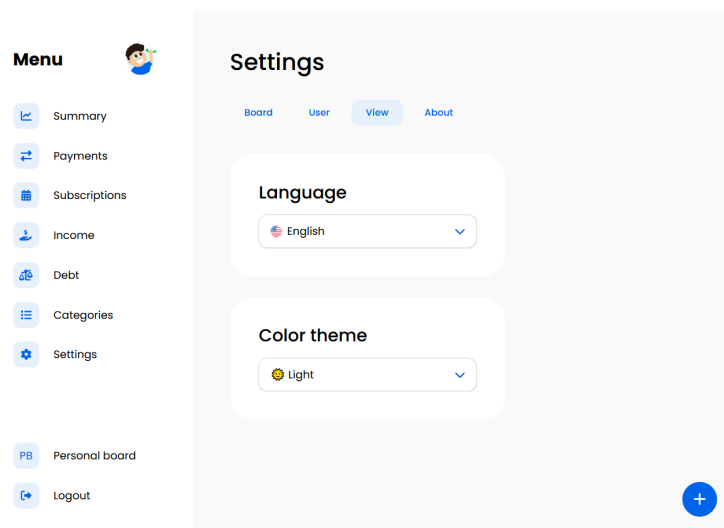 Menu
Summary
Payments
Subscriptions
Income
Debt
Categories
Settings
PB Personal board
Logout
Settings
Board User View About
Language
English
Color theme
Light